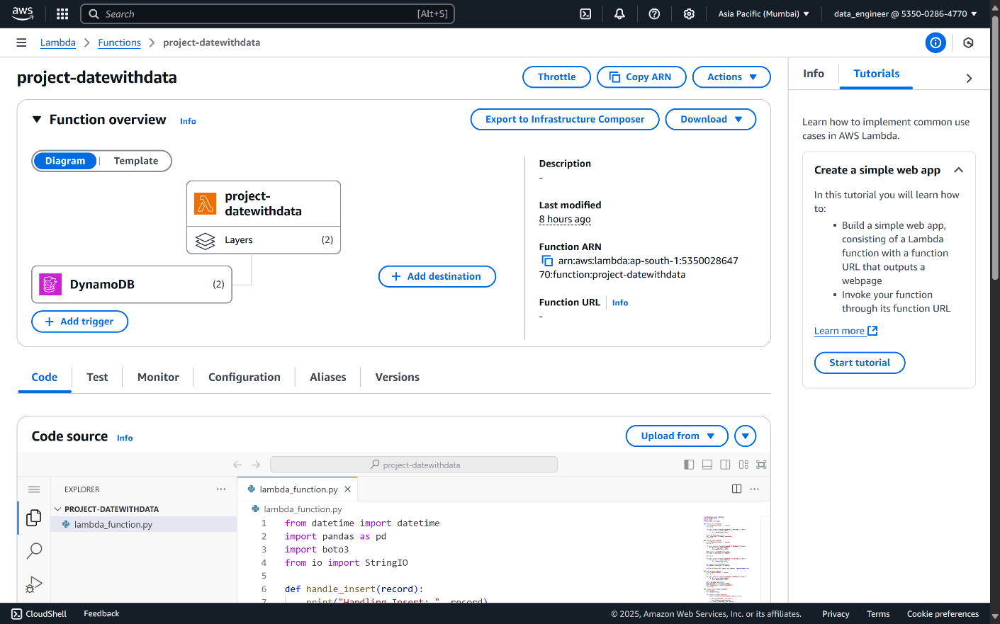 aws
Search [Alt+S]
Asia Pacific (Mumbai)
data_engineer @ 5350-0286-4770
Lambda
Functions
project-datewithdata
project-datewithdata
Throttle
Copy ARN
Actions
Function overview
Info
Export to Infrastructure Composer
Download
Diagram
Template
project-
datewithdata
Layers
(2)
DynamoDB
(2)
Add trigger
Add destination
Description
-
Last modified
8 hours ago
Function ARN
arn:aws:lambda:ap-south-1:5350028647
70:function:project-datewithdata
Function URL
Info
-
Code
Test
Monitor
Configuration
Aliases
Versions
Code source
Info
Upload from
project-datewithdata
EXPLORER
PROJECT-DATEWITHDATA
lambda_function.py
lambda_function.py
lambda_function.py
1 from datetime import datetime
2 import pandas as pd
3 import boto3
4 from io import StringIO
5
6 def handle_insert(record):
7 print("Handling Insert: ", record)
Info
Tutorials
Learn how to implement common use
cases in AWS Lambda.
Create a simple web app
In this tutorial you will learn how
to:
• Build a simple web app,
consisting of a Lambda
function with a function
URL that outputs a
webpage
• Invoke your function
through its function URL
Learn more
Start tutorial
CloudShell
Feedback
© 2025, Amazon Web Services, Inc. or its affiliates.
Privacy
Terms
Cookie preferences